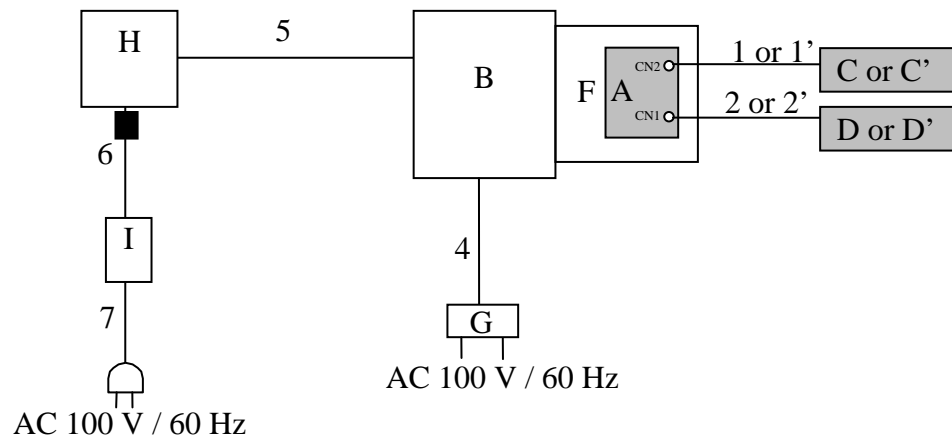 H
5
B
F
A
CN2
CN1
1 or 1’
C or C’
2 or 2’
D or D’
6
I
4
7
G
AC 100 V / 60 Hz
AC 100 V / 60 Hz